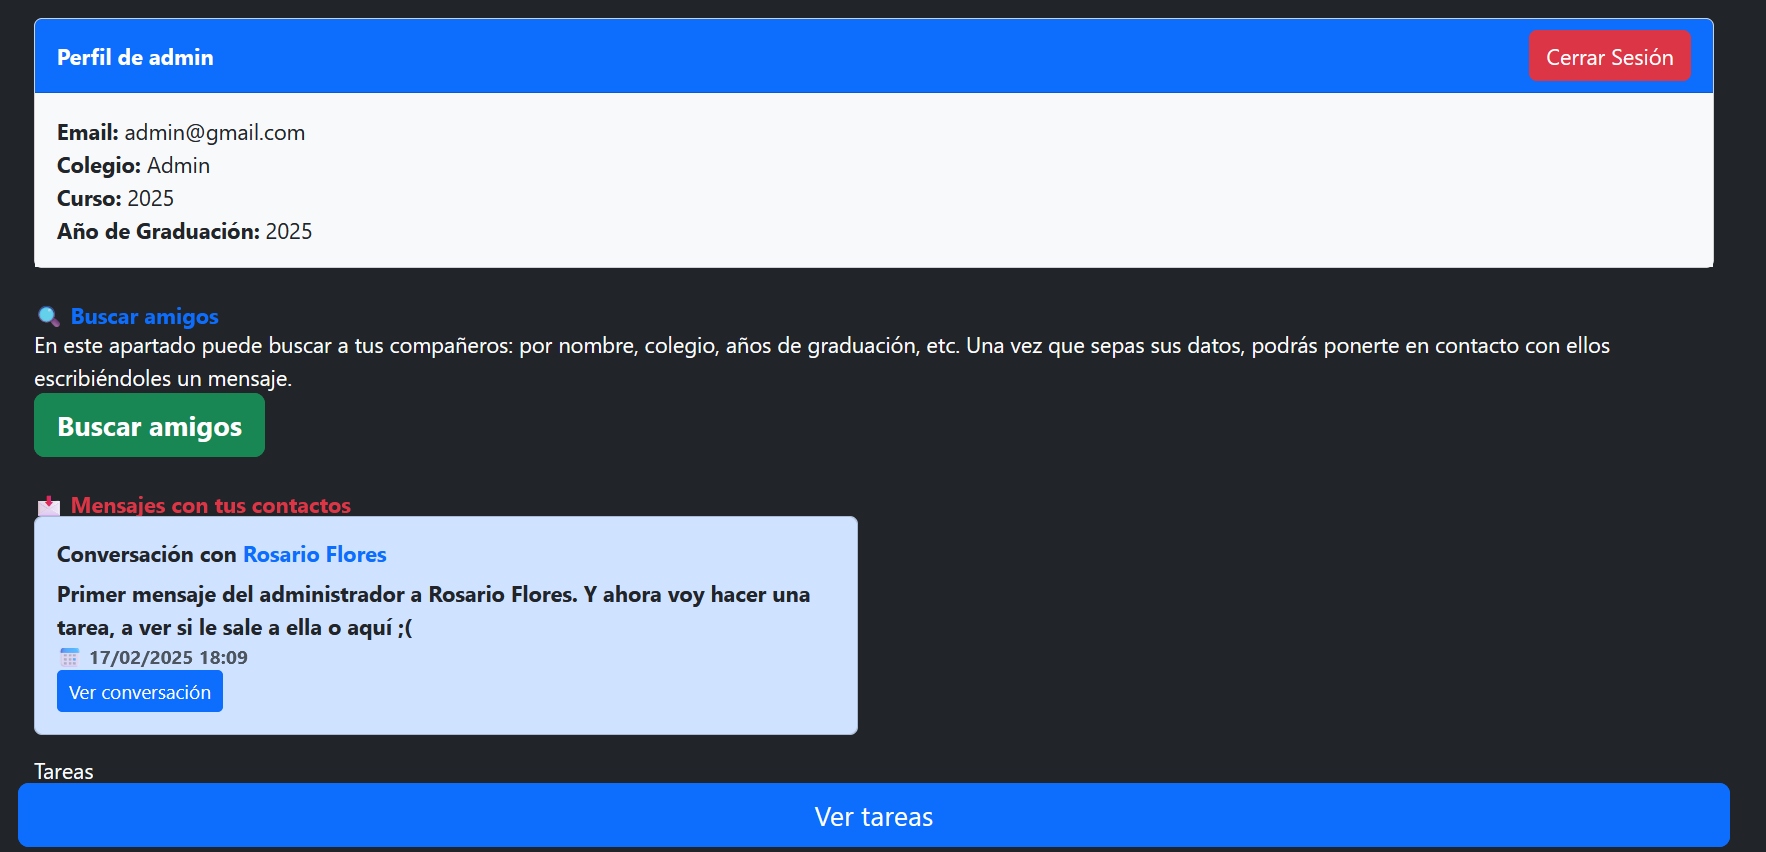 Perfil de admin
Cerrar Sesión
Email: admin@gmail.com
Colegio: Admin
Curso: 2025
Año de Graduación: 2025
Buscar amigos
En este apartado puede buscar a tus compañeros: por nombre, colegio, años de graduación, etc. Una vez que sepas sus datos, podrás ponerte en contacto con ellos
escribiéndoles un mensaje.
Buscar amigos
Mensajes con tus contactos
Conversación con Rosario Flores
Primer mensaje del administrador a Rosario Flores. Y ahora voy hacer una
tarea, a ver si le sale a ella o aquí ;(
17/02/2025 18:09
Ver conversación
Tareas
Ver tareas